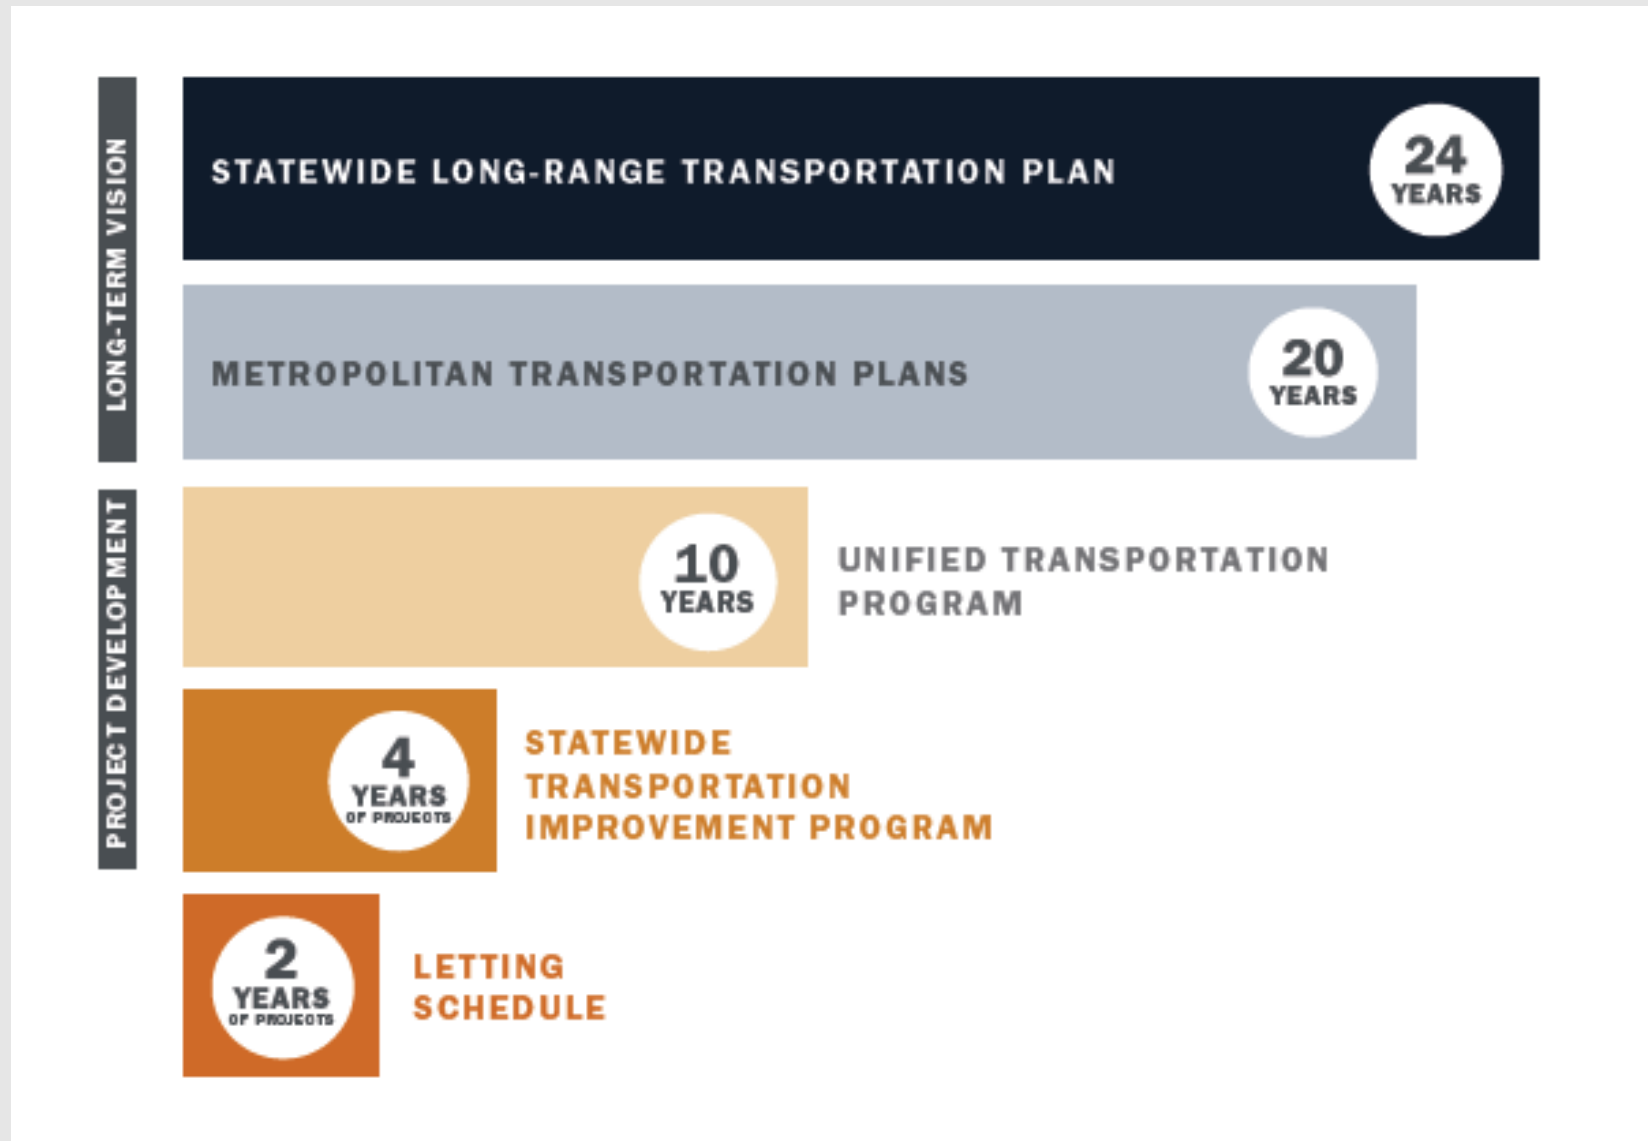 LONG-TERM VISION
STATEWIDE LONG-RANGE TRANSPORTATION PLAN
24
YEARS
METROPOLITAN TRANSPORTATION PLANS
20
YEARS
PROJECT DEVELOPMENT
10
YEARS
UNIFIED TRANSPORTATION
PROGRAM
4
YEARS
OF PROJECTS
STATEWIDE
TRANSPORTATION
IMPROVEMENT PROGRAM
2
YEARS
OF PROJECTS
LETTING
SCHEDULE